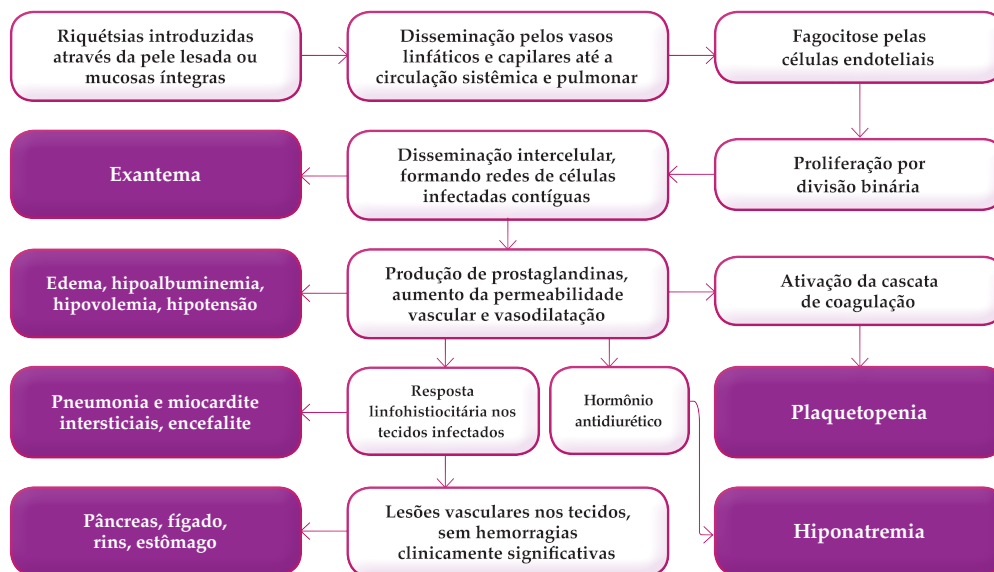 Riquétsias introduzidas
através da pele lesada ou
mucosas íntegras
Disseminação pelos vasos
linfáticos e capilares até a
circulação sistêmica e pulmonar
Fagocitose pelas
células endoteliais
Exantema
Disseminação intercelular,
formando redes de células
infectadas contíguas
Proliferação por
divisão binária
Edema, hipoalbuminemia,
hipovolemia, hipotensão
Produção de prostaglandinas,
aumento da permeabilidade
vascular e vasodilatação
Ativação da cascata
de coagulação
Pneumonia e miocardite
intersticiais, encefalite
Resposta
linfohistiocitária nos
tecidos infectados
Hormônio
antidiurético
Plaquetopenia
Pâncreas, fígado,
rins, estômago
Lesões vasculares nos tecidos,
sem hemorragias
clinicamente significativas
Hiponatremia